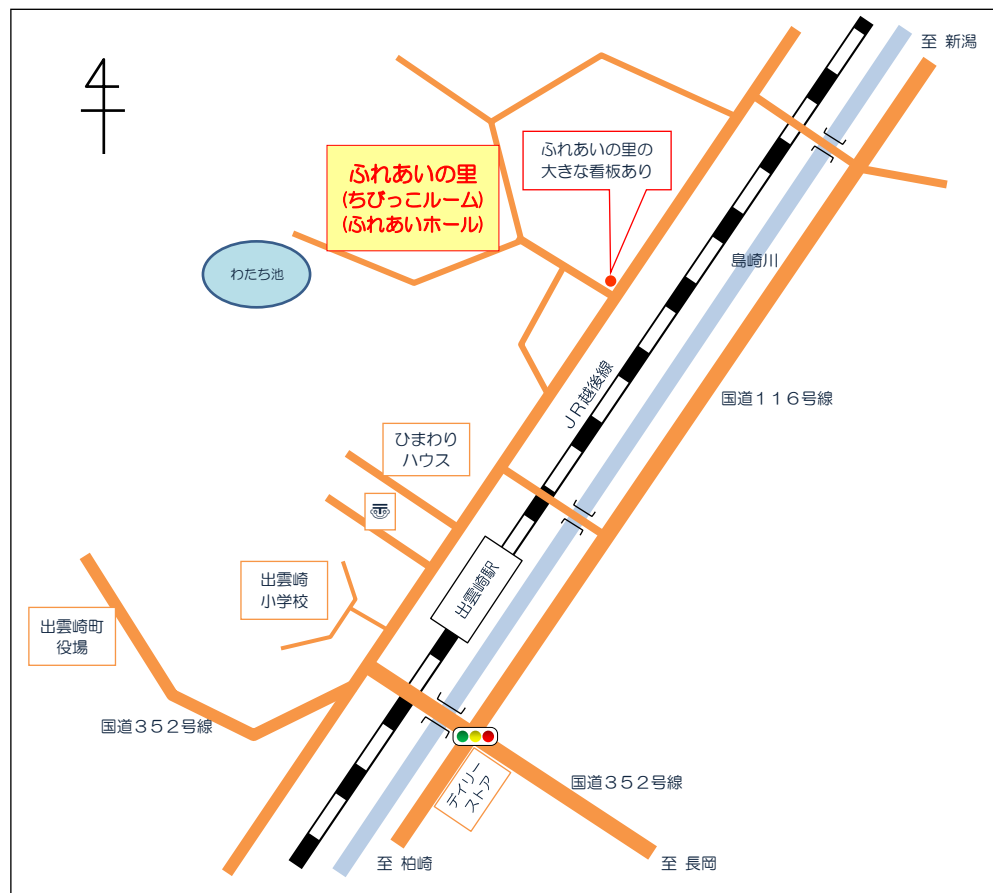 至 新潟
ふれあいの里の
大きな看板あり
ふれあいの里
(ちびっこルーム)
(ふれあいホール)
島崎川
わたち池
ＪＲ越後線
国道１１６号線
ひまわり
ハウス
出雲崎駅
出雲崎
小学校
出雲崎町
役場
国道３５２号線
デイリー
ストア
国道３５２号線
至 柏崎
至 長岡